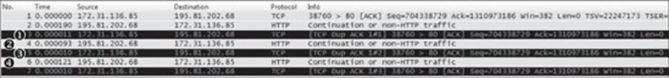 No. Time Source Destination Protocol Info
1 0.000000 172.31.136.85 195.81.202.68 TCP 38760 > 80 [ACK] Seq=704338729 Ack=1310973186 Win=382 Len=0 TSV=22247173 TSER
2 0.000190 172.31.136.85 195.81.202.68 HTTP Continuation or non-HTTP traffic
1 3 0.000011 172.31.136.85 195.81.202.68 TCP [TCP Dup ACK 1#1] 38760 > 80 [ACK] Seq=704338729 Ack=1310973186 Win=382 Len=0
2 4 0.000093 172.31.136.85 195.81.202.68 HTTP Continuation or non-HTTP traffic
3 5 0.000010 172.31.136.85 195.81.202.68 TCP [TCP Dup ACK 1#2] 38760 > 80 [ACK] Seq=704338729 Ack=1310973186 Win=382 Len=0
4 6 0.000121 172.31.136.85 195.81.202.68 HTTP Continuation or non-HTTP traffic
7 0.000010 172.31.136.85 195.81.202.68 TCP [TCP Dup ACK 1#3] 38760 > 80 [ACK] Seq=704338729 Ack=1310973186 Win=382 Len=0